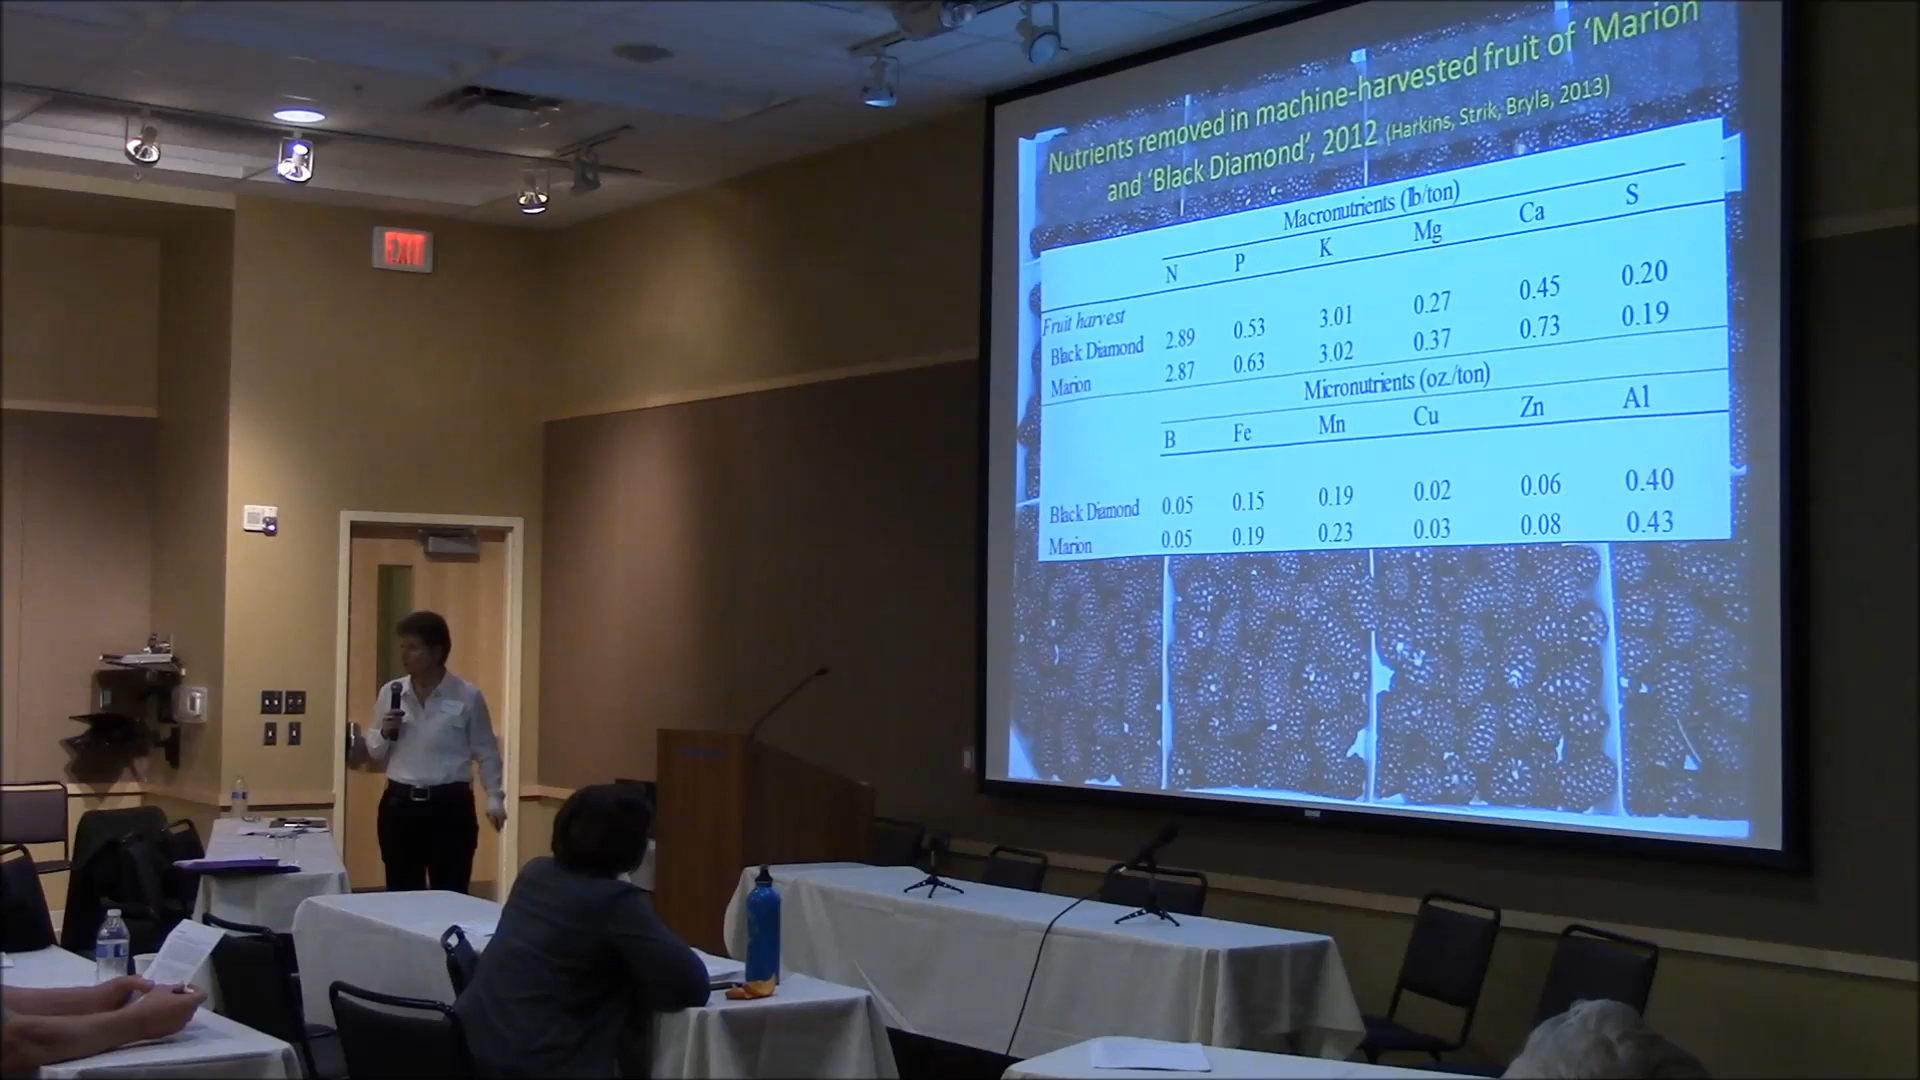 Nutrients removed in machine-harvested fruit of ‘Marion
and ‘Black Diamond’, 2012 (Harkins, Strik, Bryla, 2013)
Macronutrients (lb/ton)
N P K Mg Ca S
Fruit harvest
Black Diamond 2.89 0.53 3.01 0.27 0.45 0.20
Marion 2.87 0.63 3.02 0.37 0.73 0.19
Micronutrients (oz./ton)
B Fe Mn Cu Zn Al
Black Diamond 0.05 0.15 0.19 0.02 0.06 0.40
Marion 0.05 0.19 0.23 0.03 0.08 0.43
EXIT